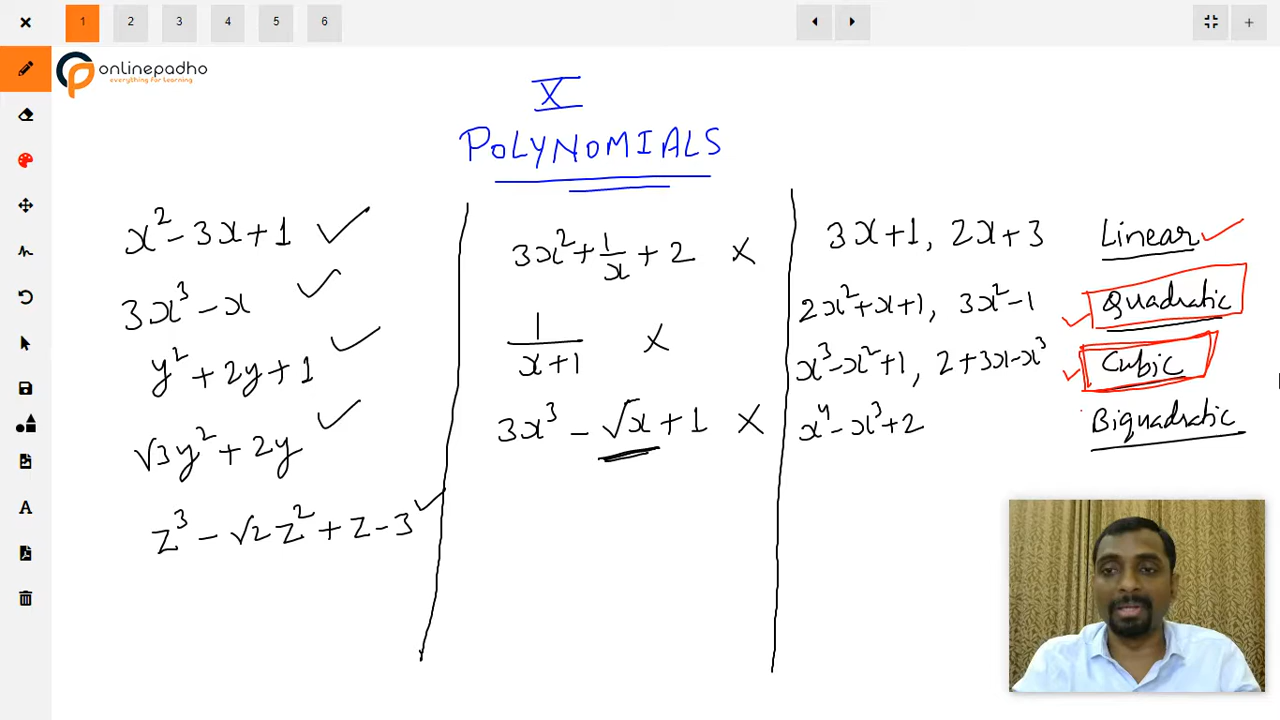 1 2 3 4 5 6
onlinepadho
everything for learning
X
POLYNOMIALS
x² - 3x + 1 ✓
3x³ - x ✓
y² + 2y + 1 ✓
√3y² + 2y ✓
z³ - √2 z² + z - 3 ✓
3x² + 1/x + 2 ×
1/(x+1) ×
3x³ - √x + 1 ×
3x+1, 2x+3 Linear ✓
2x²+x+1, 3x²-1 ✓ Quadratic
x³-x²+1, 2+3x-x³ ✓ Cubic
x⁴-x³+2 Biquadratic
A